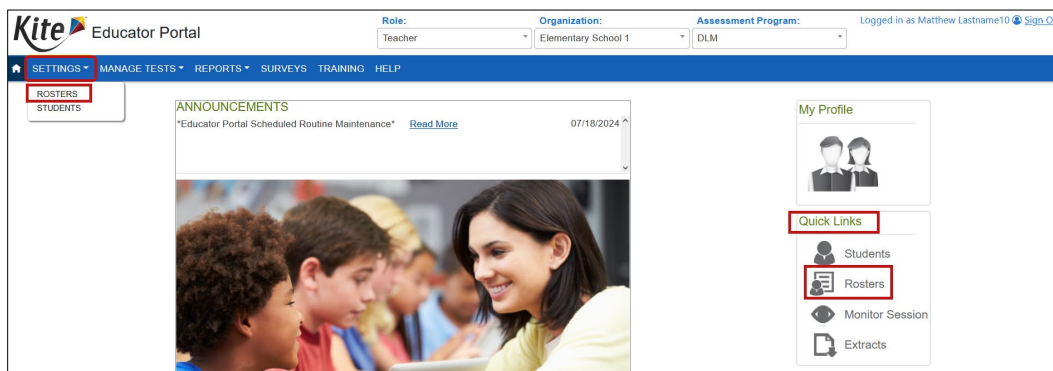 Kite Educator Portal
Role: Organization: Assessment Program: Logged in as Matthew Lastname10 Sign O
Teacher Elementary School 1 DLM
SETTINGS MANAGE TESTS REPORTS SURVEYS TRAINING HELP
ROSTERS
STUDENTS
ANNOUNCEMENTS
*Educator Portal Scheduled Routine Maintenance* Read More 07/18/2024
My Profile
Quick Links
Students
Rosters
Monitor Session
Extracts